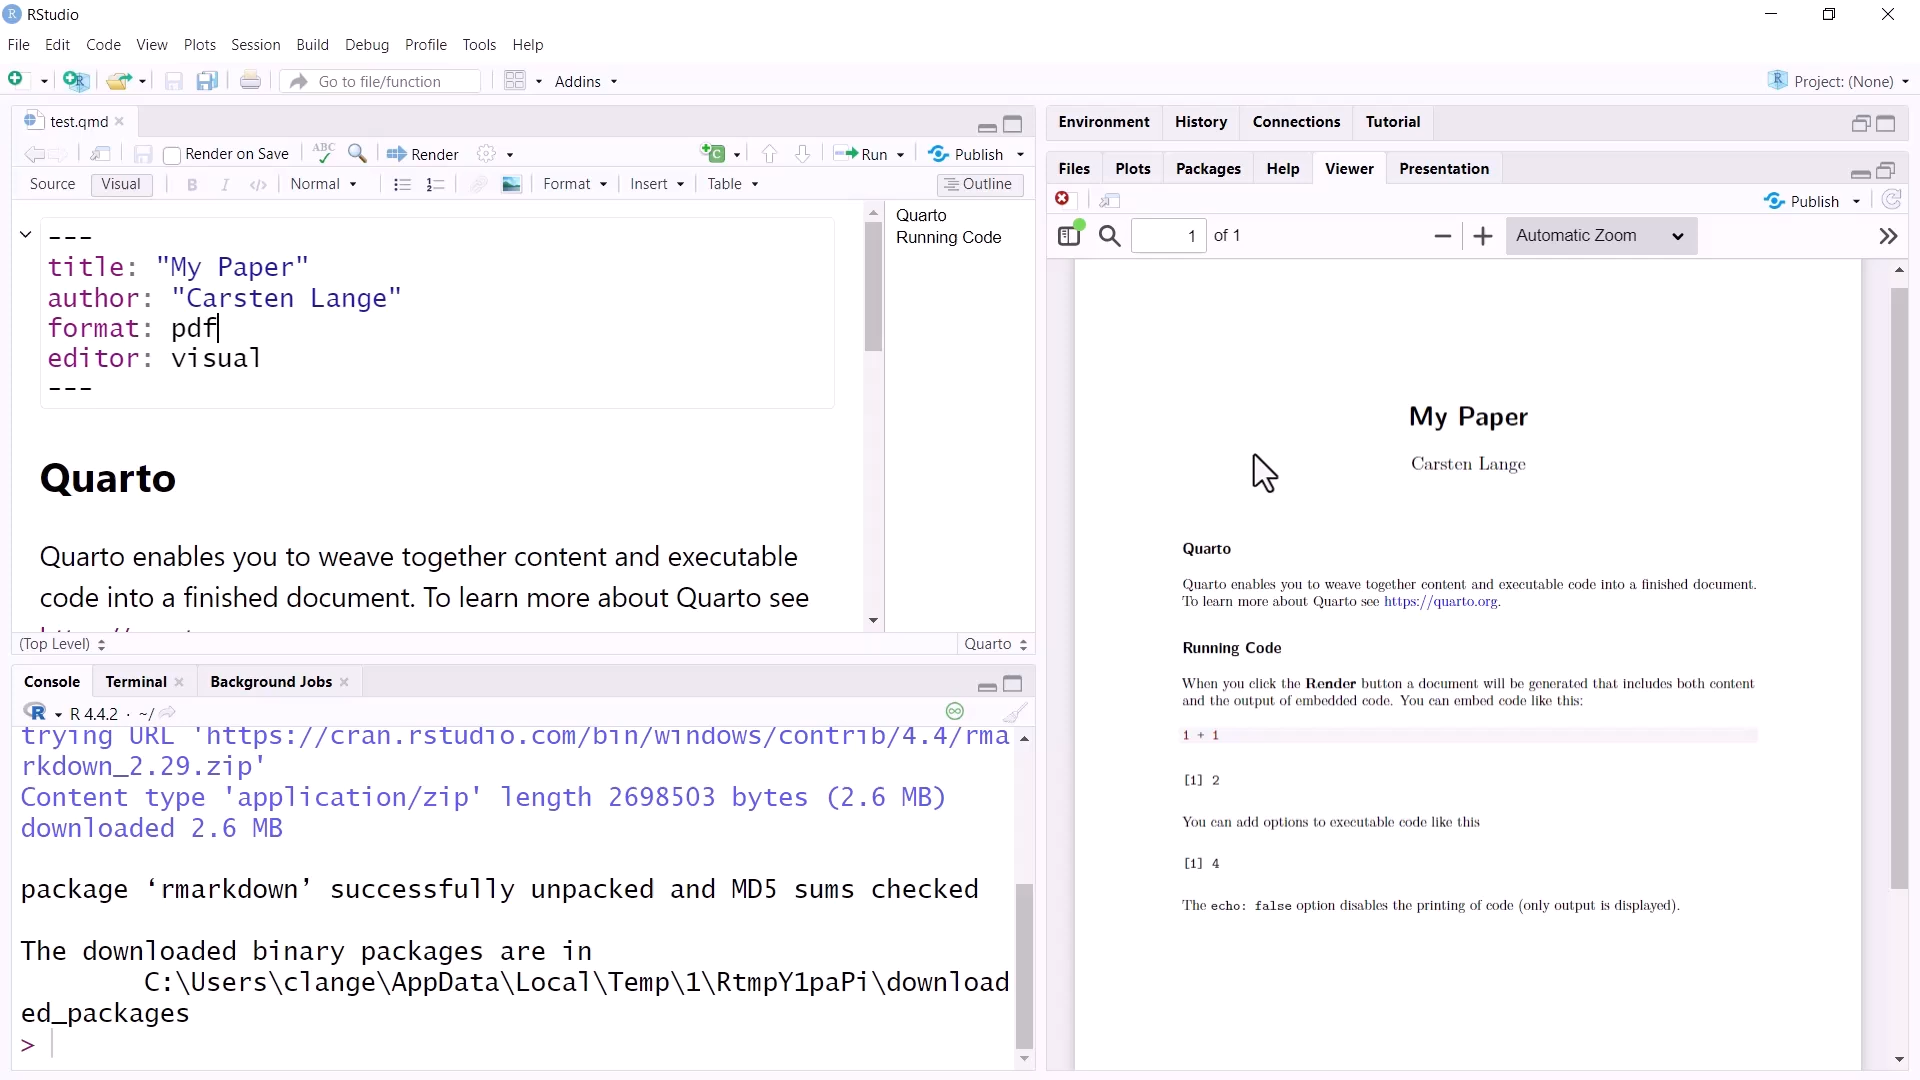 RStudio
File Edit Code View Plots Session Build Debug Profile Tools Help
Go to file/function Addins Project: (None)
test.qmd
Render on Save ABC Render Run Publish
Source Visual B I </> Normal Format Insert Table Outline
---
title: "My Paper"
author: "Carsten Lange"
format: pdf
editor: visual
---
Quarto
Quarto enables you to weave together content and executable
code into a finished document. To learn more about Quarto see
Quarto
Running Code
(Top Level) Quarto
Console Terminal Background Jobs
R 4.4.2 · ~/
trying URL 'https://cran.rstudio.com/bin/windows/contrib/4.4/rma
rkdown_2.29.zip'
Content type 'application/zip' length 2698503 bytes (2.6 MB)
downloaded 2.6 MB
package ‘rmarkdown’ successfully unpacked and MD5 sums checked
The downloaded binary packages are in
C:\Users\clange\AppData\Local\Temp\1\RtmpY1paPi\download
ed_packages
>
Environment History Connections Tutorial
Files Plots Packages Help Viewer Presentation
Publish
1 of 1 Automatic Zoom
My Paper
Carsten Lange
Quarto
Quarto enables you to weave together content and executable code into a finished document.
To learn more about Quarto see https://quarto.org.
Running Code
When you click the Render button a document will be generated that includes both content
and the output of embedded code. You can embed code like this:
1 + 1
[1] 2
You can add options to executable code like this
[1] 4
The echo: false option disables the printing of code (only output is displayed).